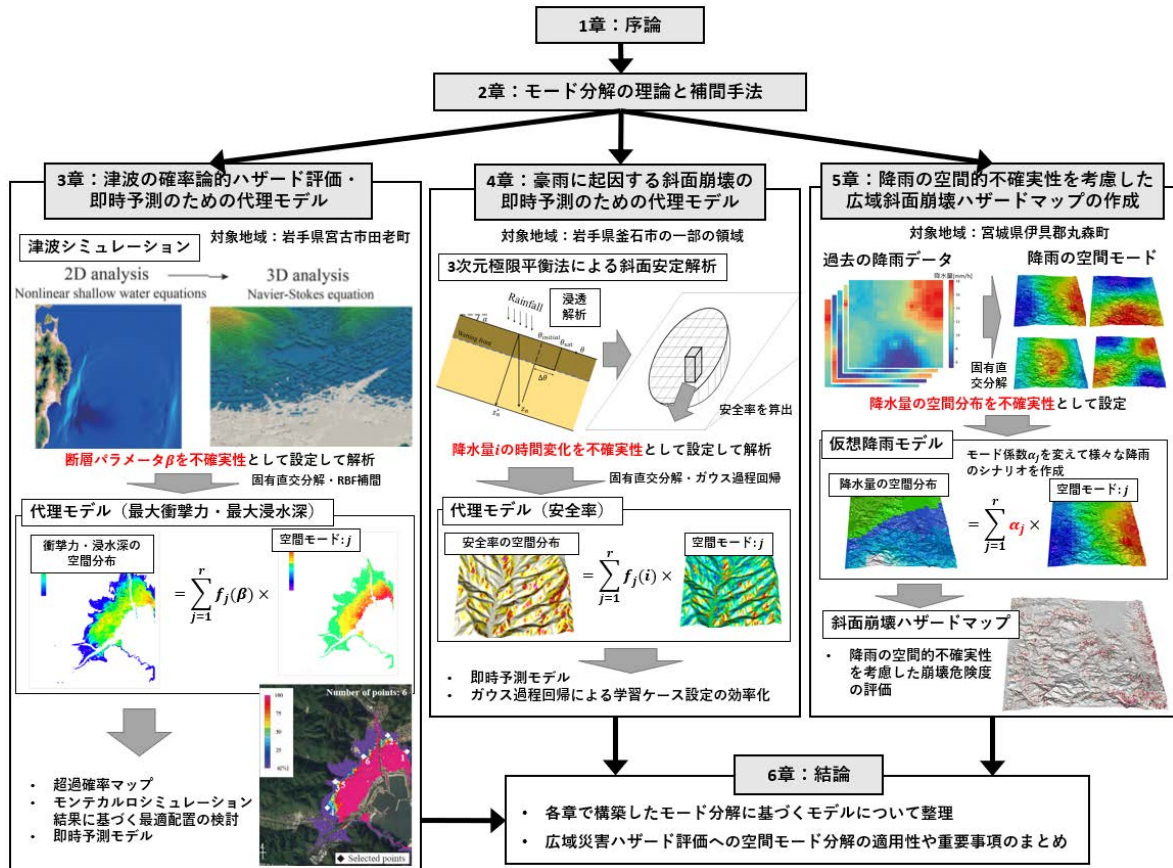 1章：序論
2章：モード分解の理論と補間手法
3章：津波の確率論的ハザード評価・
即時予測のための代理モデル
対象地域：岩手県宮古市田老町
津波シミュレーション
2D analysis
3D analysis
Nonlinear shallow water equations
Navier-Stokes equation
断層パラメータβを不確実性として設定して解析
固有直交分解・RBF補間
代理モデル（最大衝撃力・最大浸水深）
衝撃力・浸水深の
空間分布
空間モード: j
= ∑_{j=1}^{r} f_j(β) ×
• 超過確率マップ
• モンテカルロシミュレーション
結果に基づく最適配置の検討
• 即時予測モデル
Number of points: 6
100
75
50
25
0[%]
1
6
5
◆ Selected points
4章：豪雨に起因する斜面崩壊の
即時予測のための代理モデル
対象地域：岩手県釜石市の一部の領域
3次元極限平衡法による斜面安定解析
Rainfall
浸透
解析
α
θ_initial
θ_sat
θ
Wetting front
Δθ
z_n
安全率を算出
降水量iの時間変化を不確実性として設定して解析
固有直交分解・ガウス過程回帰
代理モデル（安全率）
安全率の空間分布
空間モード: j
= ∑_{j=1}^{r} f_j(i) ×
• 即時予測モデル
• ガウス過程回帰による学習ケース設定の効率化
5章：降雨の空間的不確実性を考慮した
広域斜面崩壊ハザードマップの作成
対象地域：宮城県伊具郡丸森町
過去の降雨データ
降水量[mm/h]
降雨の空間モード
固有直
交分解
降水量の空間分布を不確実性として設定
仮想降雨モデル
モード係数α_jを変えて様々な降雨
のシナリオを作成
降水量の空間分布
空間モード: j
= ∑_{j=1}^{r} α_j ×
斜面崩壊ハザードマップ
• 降雨の空間的不確実性
を考慮した崩壊危険度
の評価
6章：結論
• 各章で構築したモード分解に基づくモデルについて整理
• 広域災害ハザード評価への空間モード分解の適用性や重要事項のまとめ